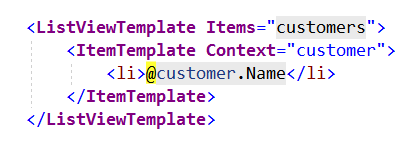 <ListViewTemplate Items="customers">
<ItemTemplate Context="customer">
<li>@customer.Name</li>
</ItemTemplate>
</ListViewTemplate>